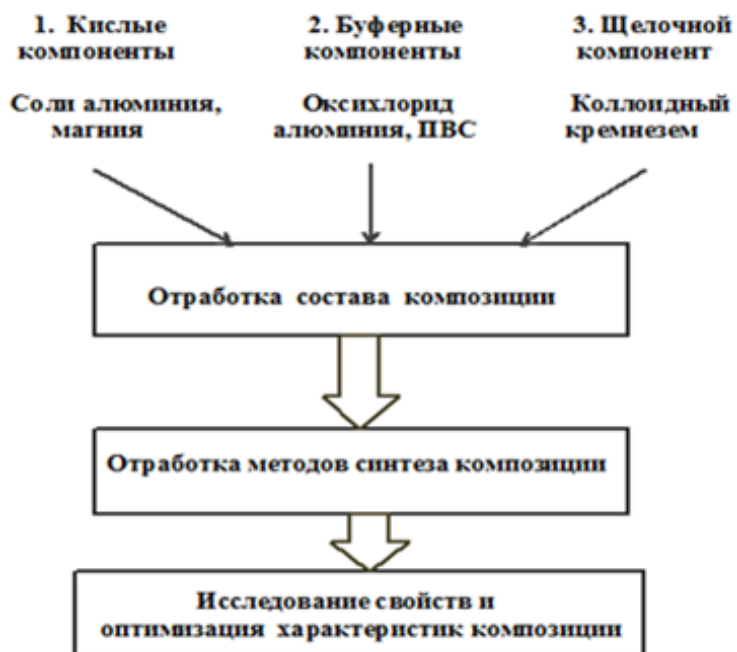 1. Кислые компоненты
2. Буферные компоненты
3. Щелочной компонент
Соли алюминия, магния
Оксихлорид алюминия, ПВС
Коллоидный кремнезем
Отработка состава композиции
Отработка методов синтеза композиции
Исследование свойств и
оптимизация характеристик композиции